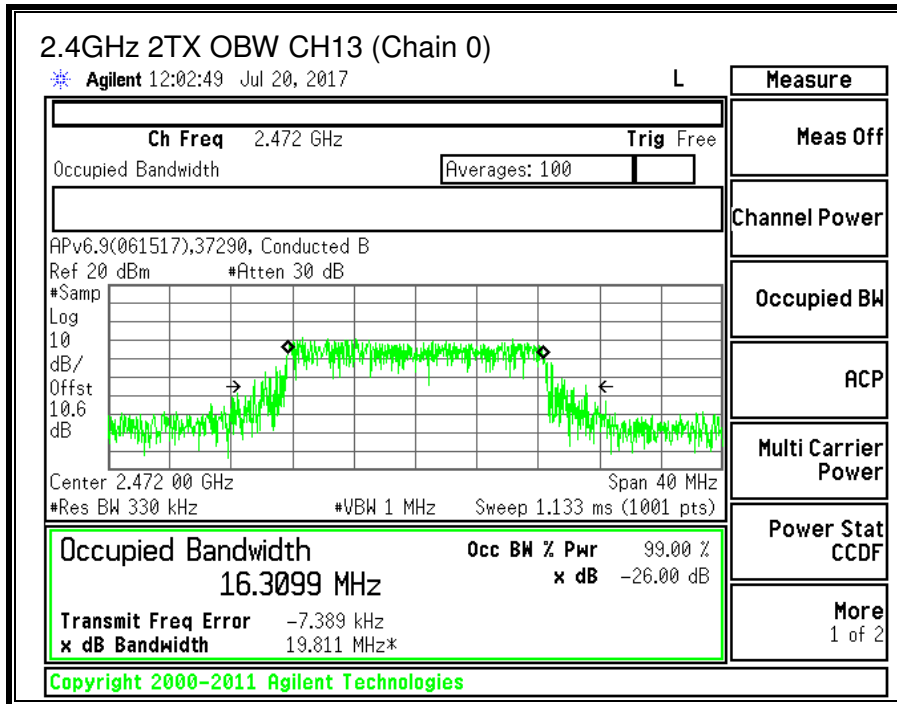 2.4GHz 2TX OBW CH13 (Chain 0)
Agilent 12:02:49 Jul 20, 2017 L
Measure
Ch Freq 2.472 GHz Trig Free
Occupied Bandwidth Averages: 100
APv6.9(061517),37290, Conducted B
Ref 20 dBm #Atten 30 dB
#Samp
Log
10
dB/
Offst
10.6
dB
Center 2.472 00 GHz Span 40 MHz
#Res BW 330 kHz #VBW 1 MHz Sweep 1.133 ms (1001 pts)
Occupied Bandwidth Occ BW % Pwr 99.00 %
16.3099 MHz x dB -26.00 dB
Transmit Freq Error -7.389 kHz
x dB Bandwidth 19.811 MHz*
Copyright 2000-2011 Agilent Technologies
Meas Off
Channel Power
Occupied BW
ACP
Multi Carrier
Power
Power Stat
CCDF
More
1 of 2